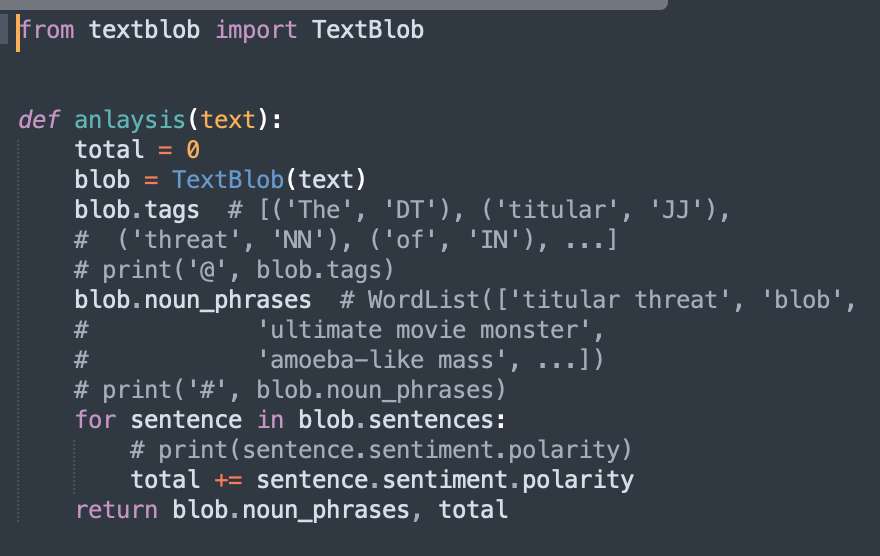 from textblob import TextBlob
def anlaysis(text):
    total = 0
    blob = TextBlob(text)
    blob.tags  # [('The', 'DT'), ('titular', 'JJ'),
    #  ('threat', 'NN'), ('of', 'IN'), ...]
    # print('@', blob.tags)
    blob.noun_phrases  # WordList(['titular threat', 'blob',
    #            'ultimate movie monster',
    #            'amoeba-like mass', ...])
    # print('#', blob.noun_phrases)
    for sentence in blob.sentences:
        # print(sentence.sentiment.polarity)
        total += sentence.sentiment.polarity
    return blob.noun_phrases, total